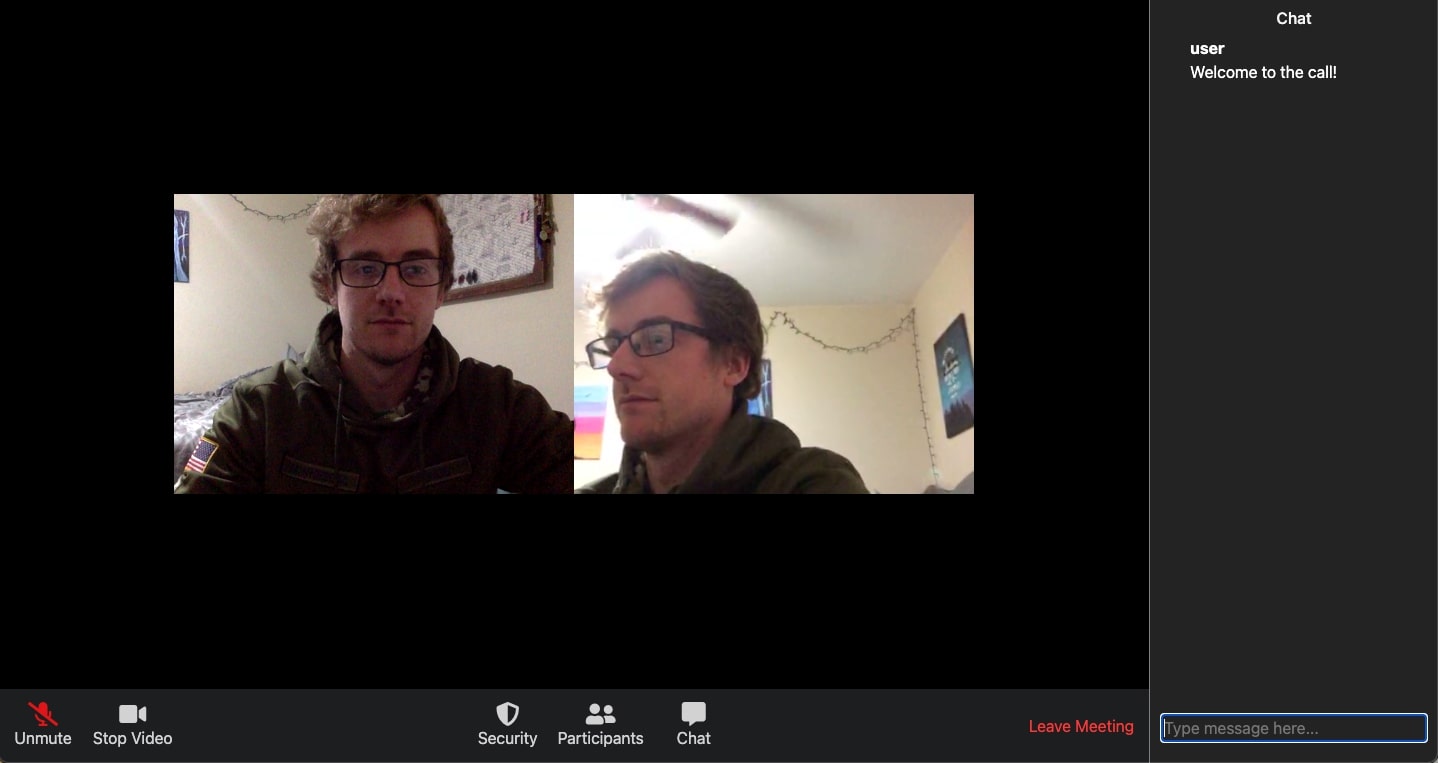 Chat
user
Welcome to the call!
Unmute
Stop Video
Security
Participants
Chat
Leave Meeting
Type message here...